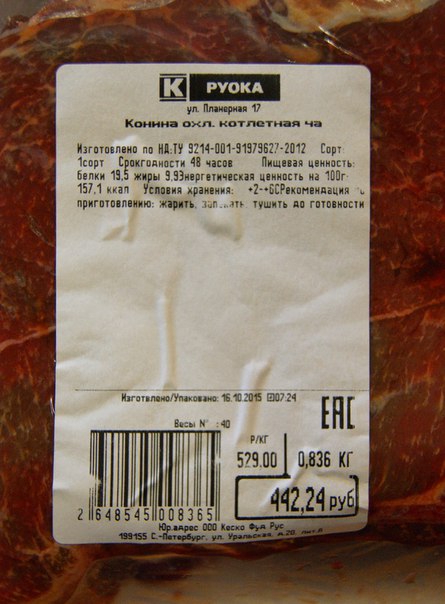 К РУОКА
ул. Планерная 17
Конина охл. котлетная ча
Изготовлено по НА:ТУ 9214-001-91979627-2012 Сорт:
1сорт Срокгодности 48 часов Пищевая ценность:
белки 19,5 жиры 9,9Энергетическая ценность на 100г:
157,1 ккал Условия хранения: +2-+6СРекомендация
приготовлению: жарить, запекать, тушить до готовности
Изготвлено/Упаковано: 16.10.2015 07:24
Весы N° :40
ЕАС
Р/КГ
529.00 0,836 КГ
442,24 руб
2 648545 008365
Юр.адрес ООО Кеско Фуд Рус
199155 С.-Петербург, ул. Уральская, д.20, лит.А